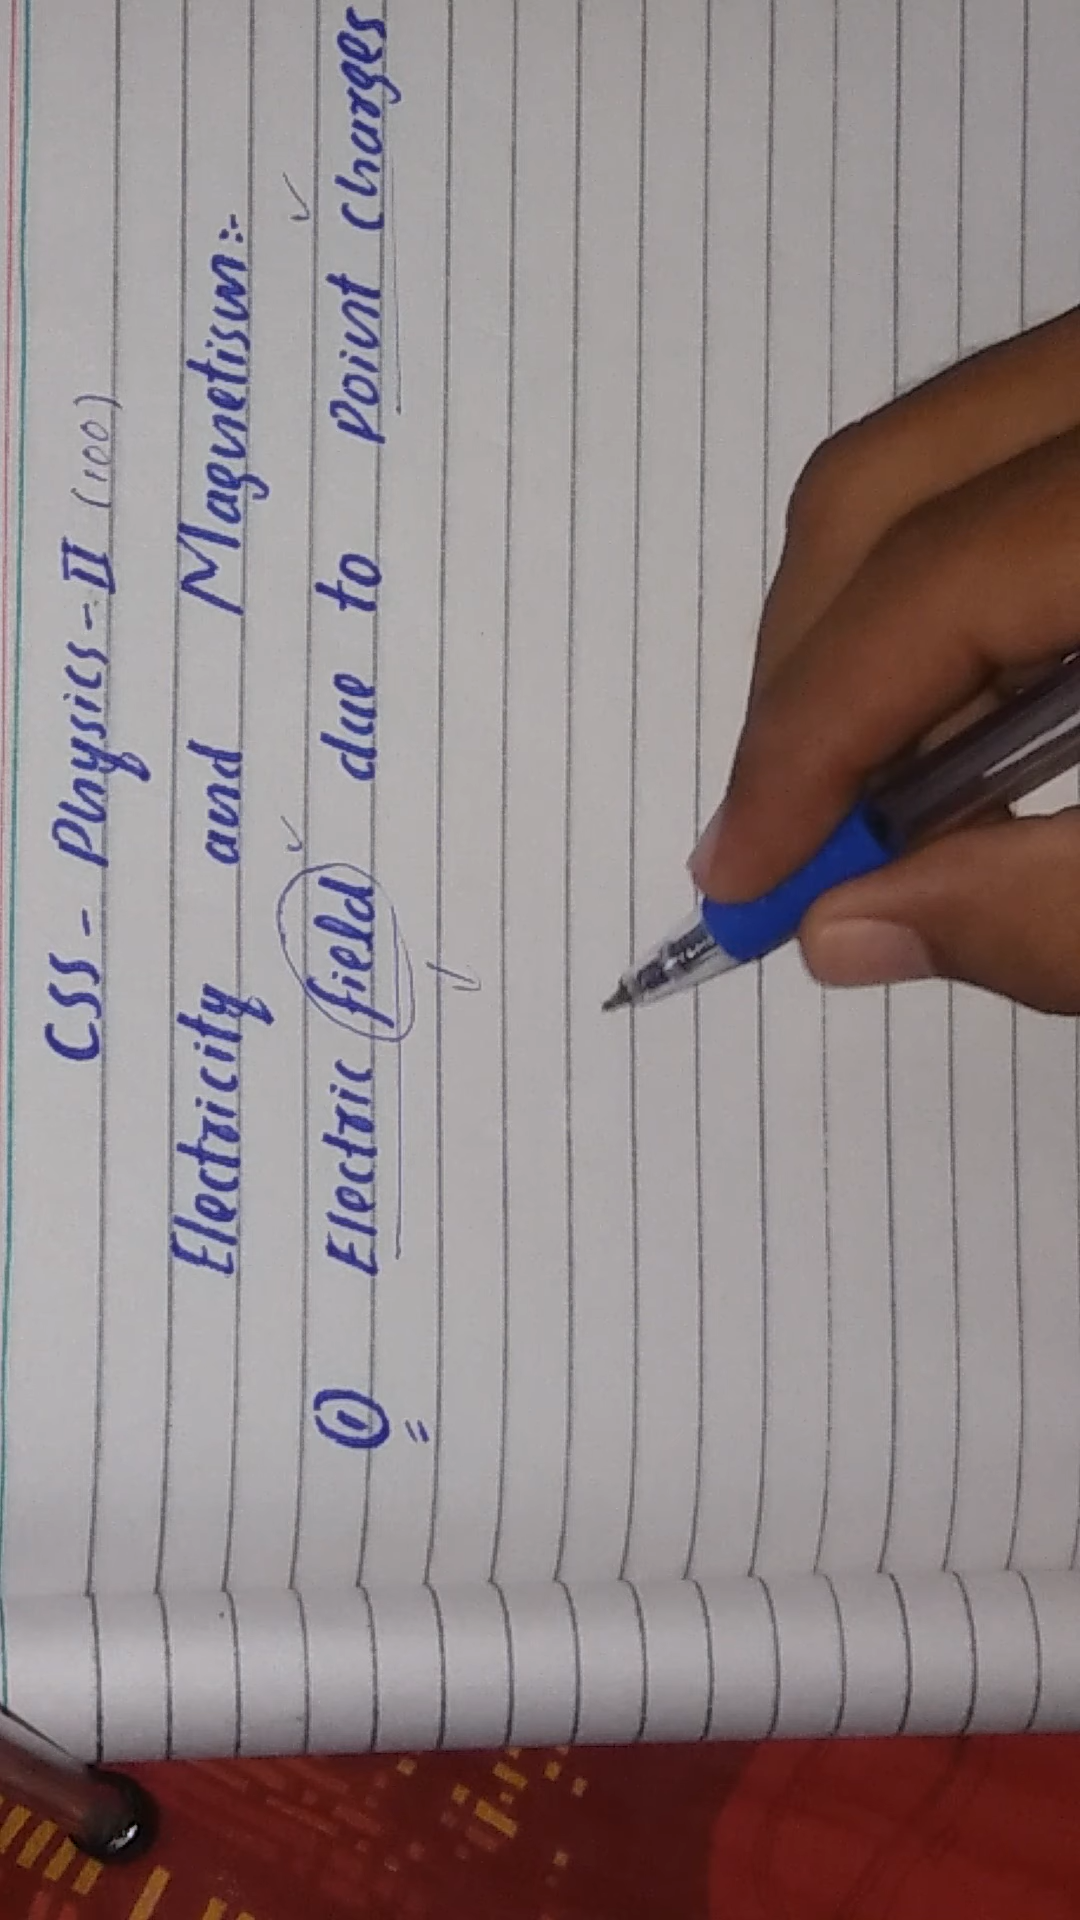 CSS - Physics - II (100)
Electricity and Magnetism:-
① Electric field due to Point Charges